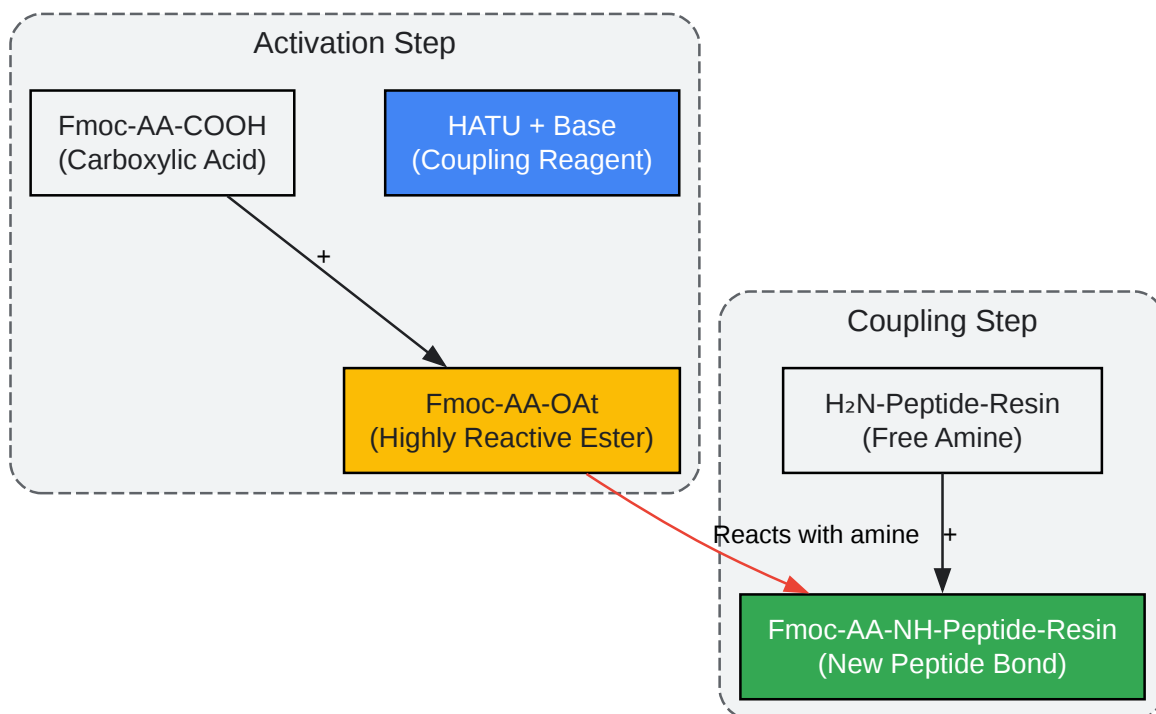 Activation Step
Fmoc-AA-COOH
(Carboxylic Acid)
HATU + Base
(Coupling Reagent)
+
Fmoc-AA-OAt
(Highly Reactive Ester)
Coupling Step
H₂N-Peptide-Resin
(Free Amine)
Reacts with amine
+
Fmoc-AA-NH-Peptide-Resin
(New Peptide Bond)